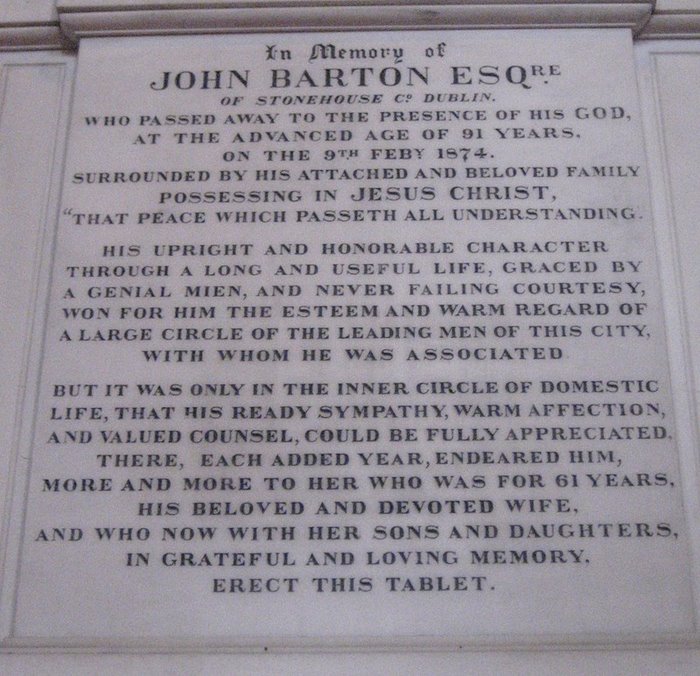 In Memory of
JOHN BARTON ESQRE.
OF STONEHOUSE Co DUBLIN.
WHO PASSED AWAY TO THE PRESENCE OF HIS GOD,
AT THE ADVANCED AGE OF 91 YEARS.
ON THE 9TH FEBY 1874.
SURROUNDED BY HIS ATTACHED AND BELOVED FAMILY
POSSESSING IN JESUS CHRIST,
"THAT PEACE WHICH PASSETH ALL UNDERSTANDING.
HIS UPRIGHT AND HONORABLE CHARACTER
THROUGH A LONG AND USEFUL LIFE, GRACED BY
A GENIAL MIEN, AND NEVER FAILING COURTESY,
WON FOR HIM THE ESTEEM AND WARM REGARD OF
A LARGE CIRCLE OF THE LEADING MEN OF THIS CITY,
WITH WHOM HE WAS ASSOCIATED
BUT IT WAS ONLY IN THE INNER CIRCLE OF DOMESTIC
LIFE, THAT HIS READY SYMPATHY, WARM AFFECTION,
AND VALUED COUNSEL, COULD BE FULLY APPRECIATED.
THERE, EACH ADDED YEAR, ENDEARED HIM,
MORE AND MORE TO HER WHO WAS FOR 61 YEARS,
HIS BELOVED AND DEVOTED WIFE,
AND WHO NOW WITH HER SONS AND DAUGHTERS,
IN GRATEFUL AND LOVING MEMORY.
ERECT THIS TABLET.